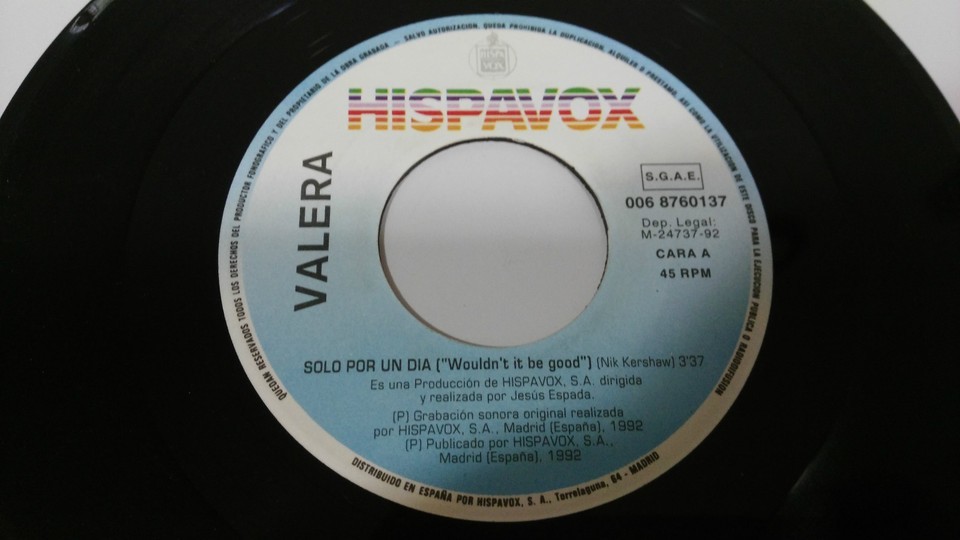 HISPAVOX
VALERA
S.G.A.E.
006 8760137
Dep. Legal:
M-24737-92
CARA A
45 RPM
SOLO POR UN DIA ("Wouldn't it be good") (Nik Kershaw) 3'37
Es una Producción de HISPAVOX, S.A. dirigida
y realizada por Jesús Espada.
(P) Grabación sonora original realizada
por HISPAVOX, S.A., Madrid (España), 1992
(P) Publicado por HISPAVOX, S.A.,
Madrid (España), 1992
QUEDAN RESERVADOS TODOS LOS DERECHOS DEL PRODUCTOR FONOGRAFICO Y DEL PROPIETARIO DE LA OBRA GRABADA - SALVO AUTORIZACION, QUEDA PROHIBIDA LA DUPLICACION, ALQUILER O PRESTAMO, ASI COMO LA UTILIZACION DE ESTE DISCO PARA LA EJECUCION PUBLICA O RADIODIFUSION
DISTRIBUIDO EN ESPAÑA POR HISPAVOX, S. A., Torrelaguna, 64 - MADRID